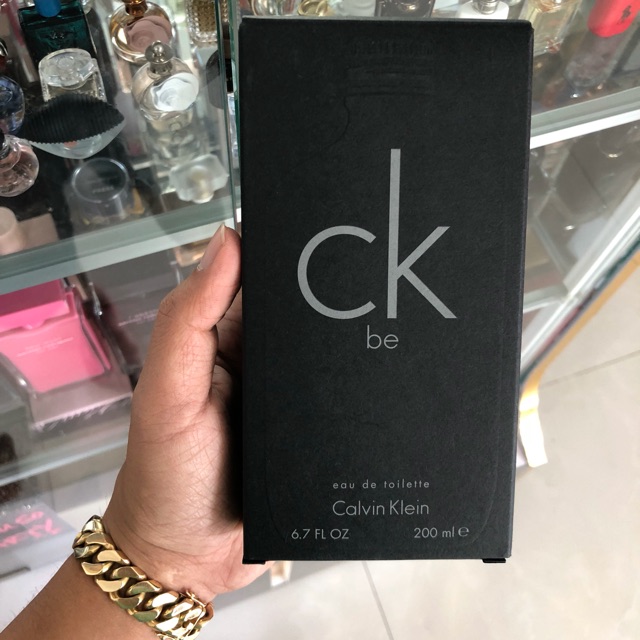 ck
be
eau de toilette
Calvin Klein
6.7 FL OZ 200 ml e